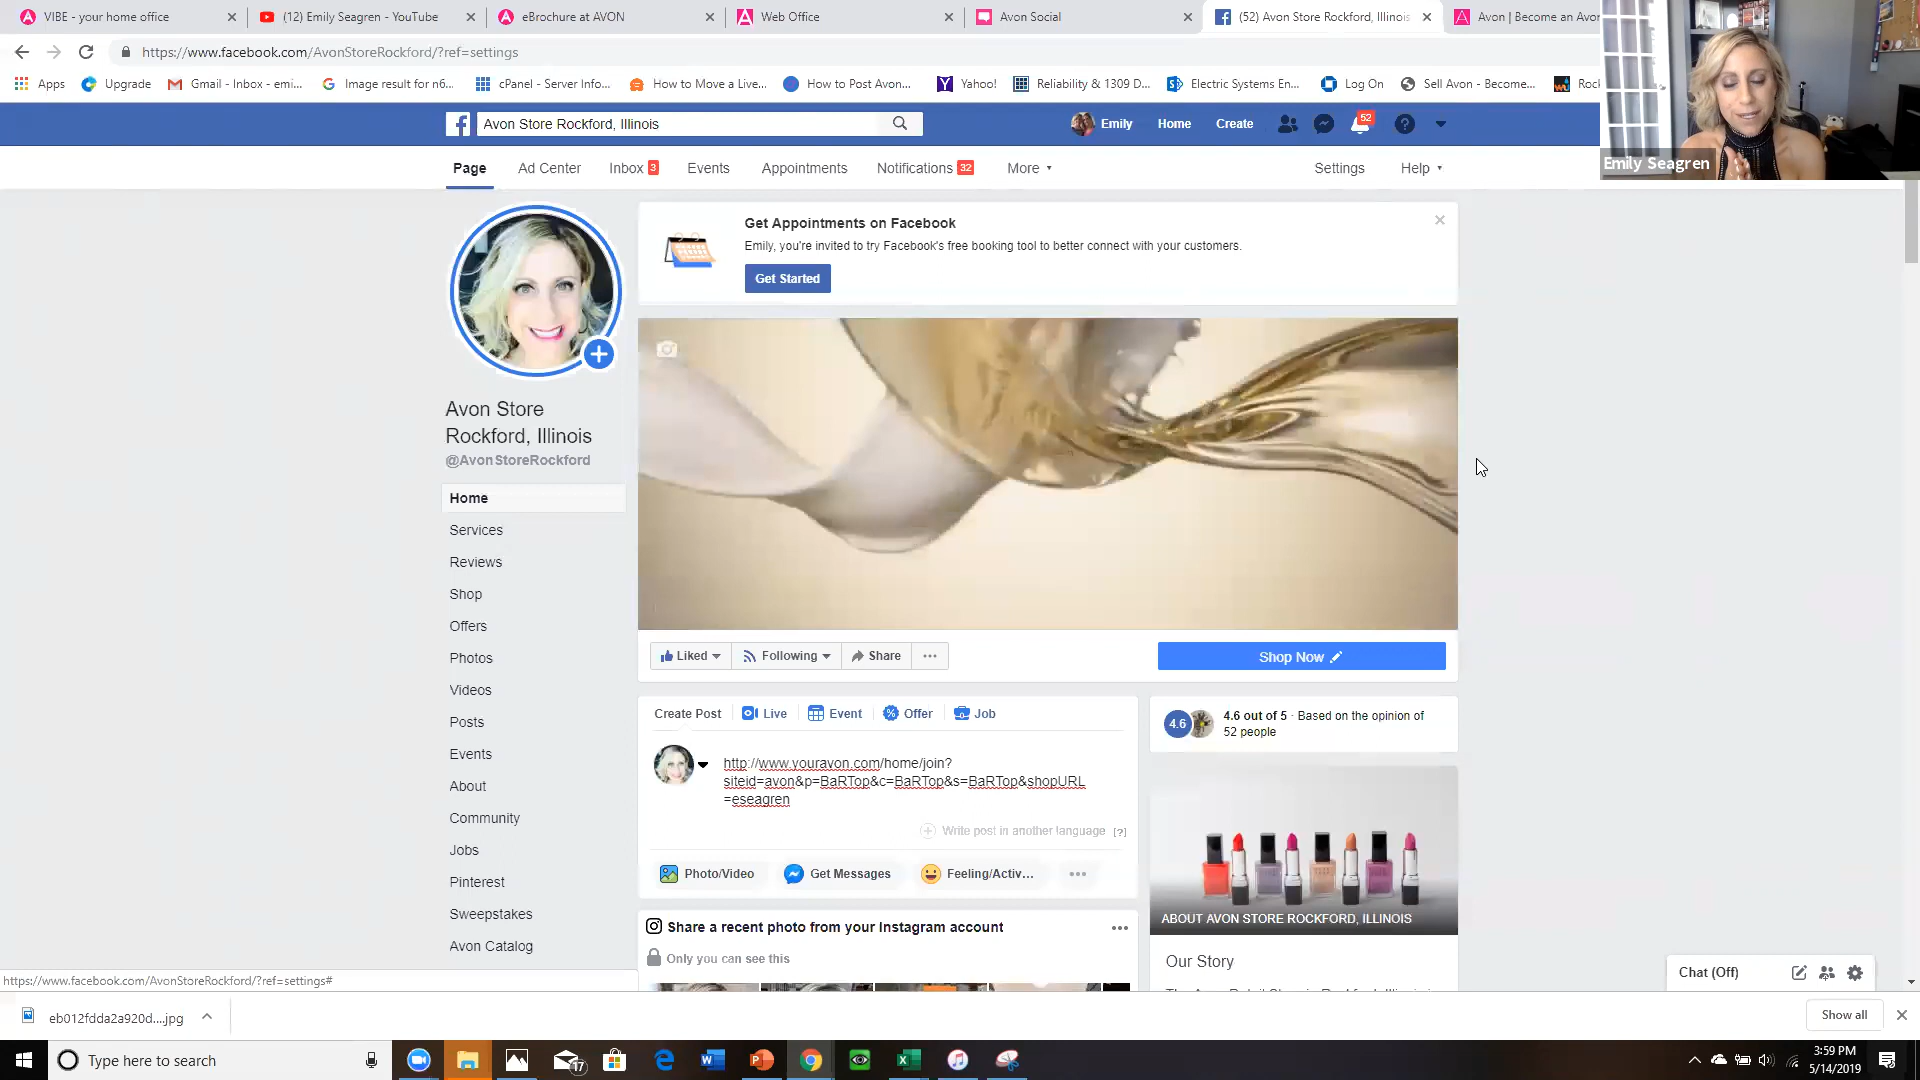 VIBE - your home office
(12) Emily Seagren - YouTube
eBrochure at AVON
Web Office
Avon Social
(52) Avon Store Rockford, Illinois
Avon | Become an Avon
https://www.facebook.com/AvonStoreRockford/?ref=settings
Apps
Upgrade
Gmail - Inbox - emi...
Image result for n6...
cPanel - Server Info...
How to Move a Live...
How to Post Avon...
Yahoo!
Reliability & 1309 D...
Electric Systems En...
Log On
Sell Avon - Become...
Rock
Emily Seagren
Avon Store Rockford, Illinois
Emily
Home
Create
52
Page
Ad Center
Inbox 3
Events
Appointments
Notifications 32
More
Settings
Help
Get Appointments on Facebook
Emily, you're invited to try Facebook's free booking tool to better connect with your customers.
Get Started
Avon Store
Rockford, Illinois
@AvonStoreRockford
Home
Services
Reviews
Shop
Offers
Photos
Videos
Posts
Events
About
Community
Jobs
Pinterest
Sweepstakes
Avon Catalog
Liked
Following
Share
Shop Now
Create Post
Live
Event
Offer
Job
http://www.youravon.com/home/join?
siteid=avon&p=BaRTop&c=BaRTop&s=BaRTop&shopURL
=eseagren
Write post in another language [?]
Photo/Video
Get Messages
Feeling/Activ...
Share a recent photo from your Instagram account
Only you can see this
4.6
4.6 out of 5 · Based on the opinion of
52 people
ABOUT AVON STORE ROCKFORD, ILLINOIS
Our Story
Chat (Off)
https://www.facebook.com/AvonStoreRockford/?ref=settings#
eb012fdda2a920d....jpg
Show all
Type here to search
17
3:59 PM
5/14/2019